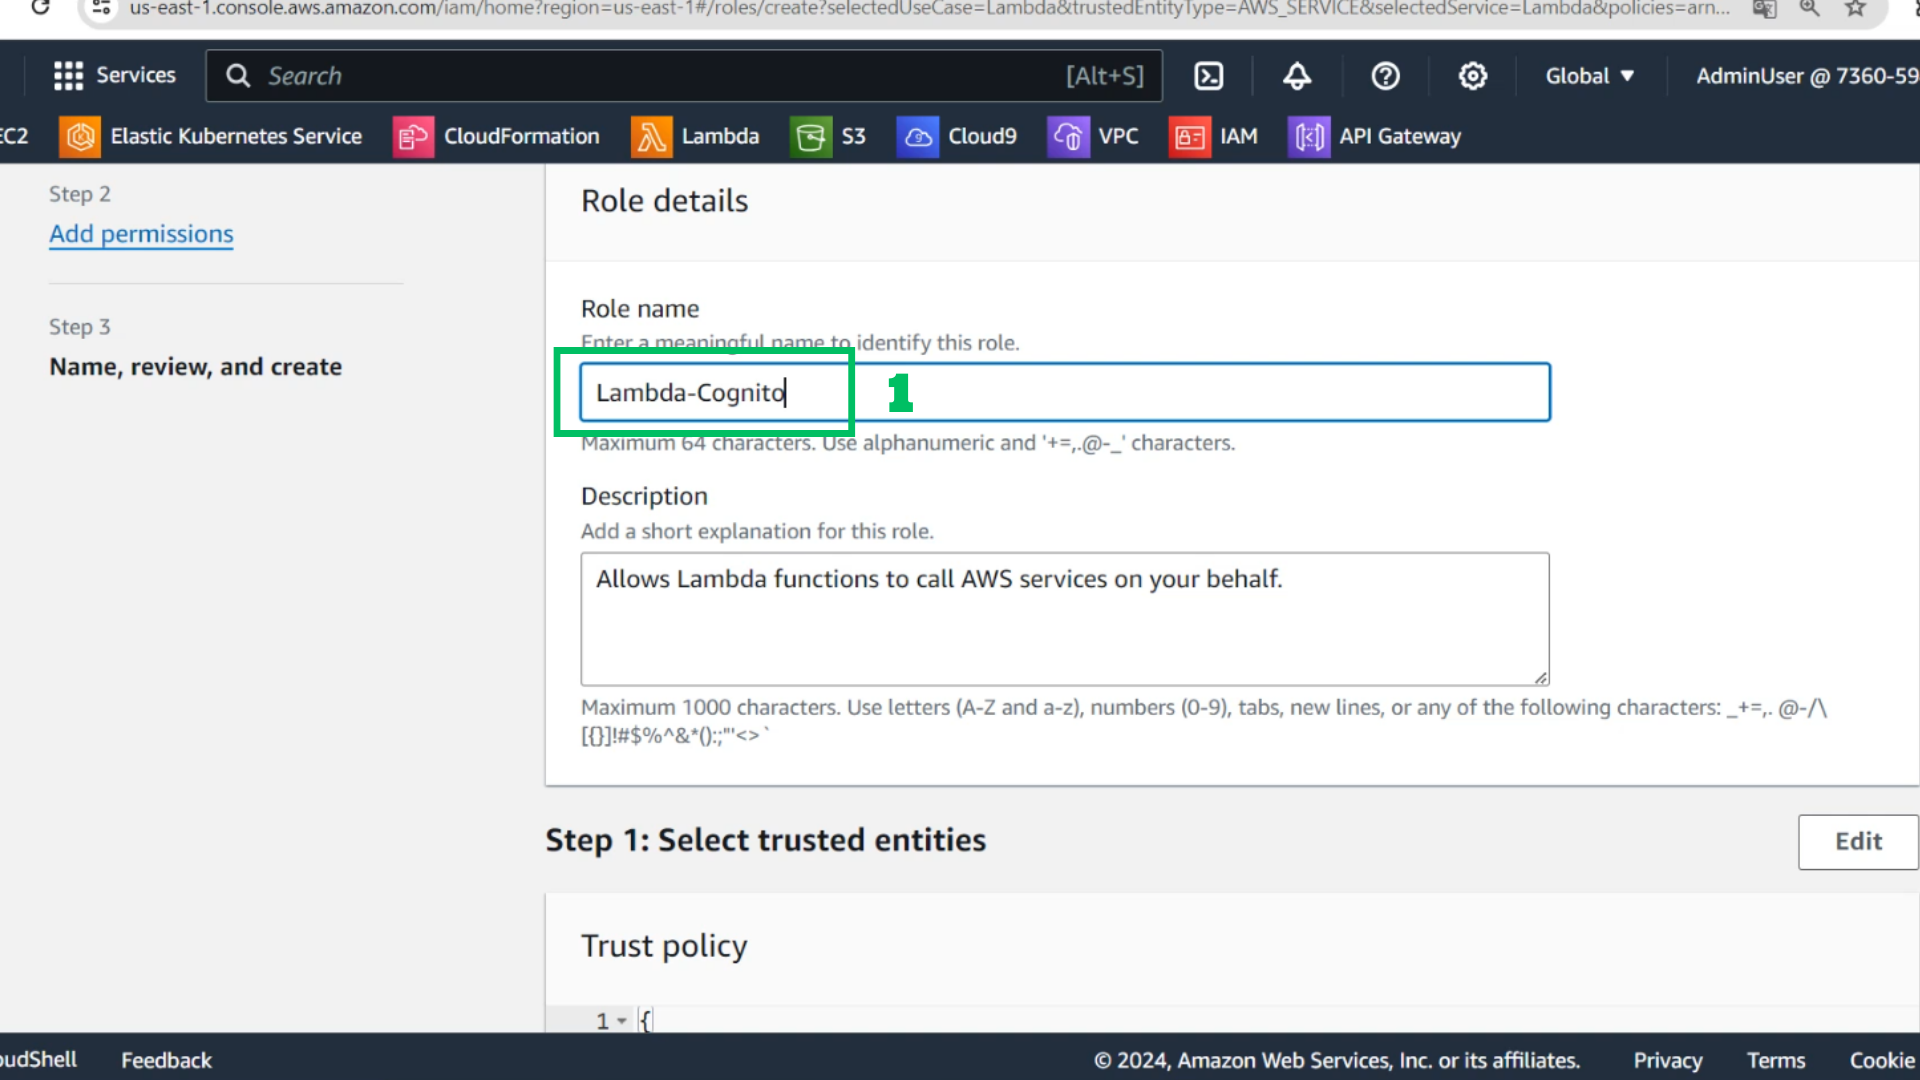 us-east-1.console.aws.amazon.com/iam/home?region=us-east-1#/roles/create?selectedUseCase=Lambda&trustedEntityType=AWS_SERVICE&selectedService=Lambda&policies=arn...
Services
Search
[Alt+S]
Global ▼
AdminUser @ 7360-59
EC2
Elastic Kubernetes Service
CloudFormation
Lambda
S3
Cloud9
VPC
IAM
API Gateway
Step 2
Add permissions
Step 3
Name, review, and create
Role details
Role name
Enter a meaningful name to identify this role.
Lambda-Cognito
1
Maximum 64 characters. Use alphanumeric and '+=,.@-_' characters.
Description
Add a short explanation for this role.
Allows Lambda functions to call AWS services on your behalf.
Maximum 1000 characters. Use letters (A-Z and a-z), numbers (0-9), tabs, new lines, or any of the following characters: _+=,. @-/\
[{}]!#$%^&*():;"'<>`
Step 1: Select trusted entities
Edit
Trust policy
1
{
oudShell
Feedback
© 2024, Amazon Web Services, Inc. or its affiliates.
Privacy
Terms
Cookie